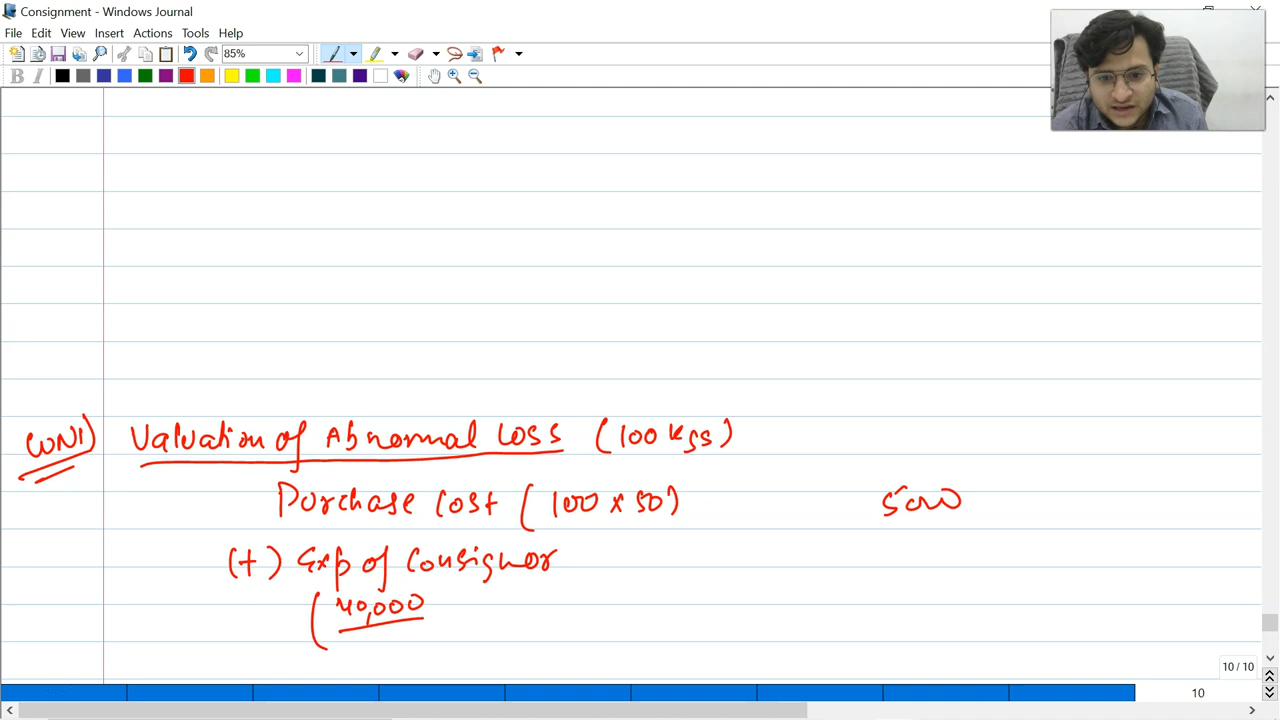 Consignment - Windows Journal
File Edit View Insert Actions Tools Help
85%
B I
WN1) Valuation of Abnormal Loss (100 kgs)
Purchase Cost (100 x 50) 5000
(+) Exp of Consignor
(40,000
10 / 10
10